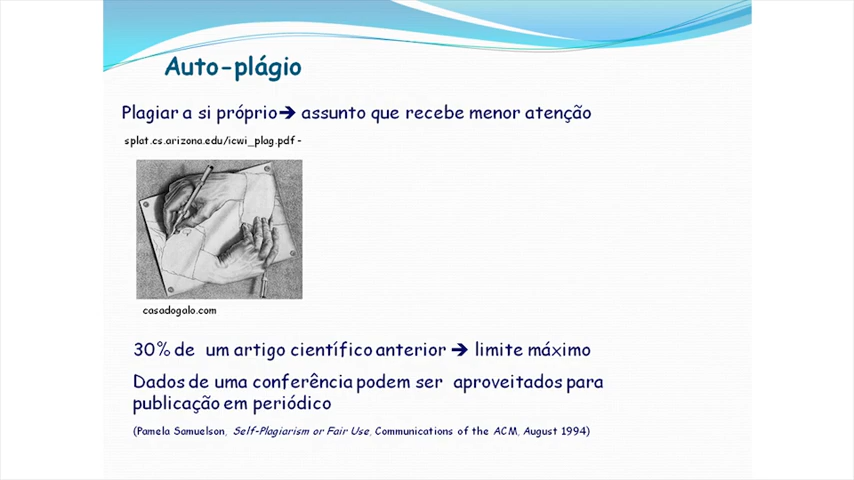 Auto-plágio
Plagiar a si próprio➔ assunto que recebe menor atenção
splat.cs.arizona.edu/icwi_plag.pdf -
casadogalo.com
30% de um artigo científico anterior ➔ limite máximo
Dados de uma conferência podem ser aproveitados para
publicação em periódico
(Pamela Samuelson, Self-Plagiarism or Fair Use, Communications of the ACM, August 1994)